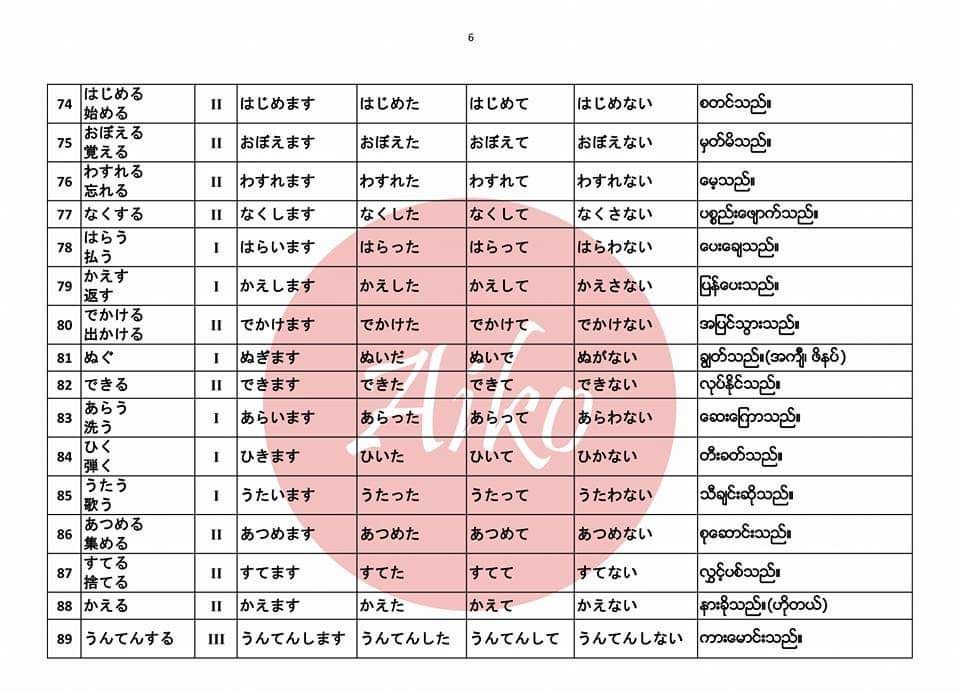 6
74 はじめる 始める II はじめます はじめた はじめて はじめない စတင်သည်။
75 おぼえる 覚える II おぼえます おぼえた おぼえて おぼえない မှတ်မိသည်။
76 わすれる 忘れる II わすれます わすれた わすれて わすれない မေ့သည်။
77 なくする II なくします なくした なくして なくさない ပစ္စည်းဖျောက်သည်။
78 はらう 払う I はらいます はらった はらって はらわない ပေးချေသည်။
79 かえす 返す I かえします かえした かえして かえさない ပြန်ပေးသည်။
80 でかける 出かける II でかけます でかけた でかけて でかけない အပြင်သွားသည်။
81 ぬぐ I ぬぎます ぬいだ ぬいで ぬがない ချွတ်သည်။(အကျီ၊ ဖိနပ်)
82 できる II できます できた できて できない လုပ်နိုင်သည်။
83 あらう 洗う I あらいます あらった あらって あらわない ဆေးကြောသည်။
84 ひく 弾く I ひきます ひいた ひいて ひかない တီးခတ်သည်။
85 うたう 歌う I うたいます うたった うたって うたわない သီချင်းဆိုသည်။
86 あつめる 集める II あつめます あつめた あつめて あつめない စုဆောင်းသည်။
87 すてる 捨てる II すてます すてた すてて すてない လွှင့်ပစ်သည်။
88 かえる II かえます かえた かえて かえない နားခိုသည်။(ဟိုတယ်)
89 うんてんする III うんてんします うんてんした うんてんして うんてんしない ကားမောင်းသည်။
Aiko